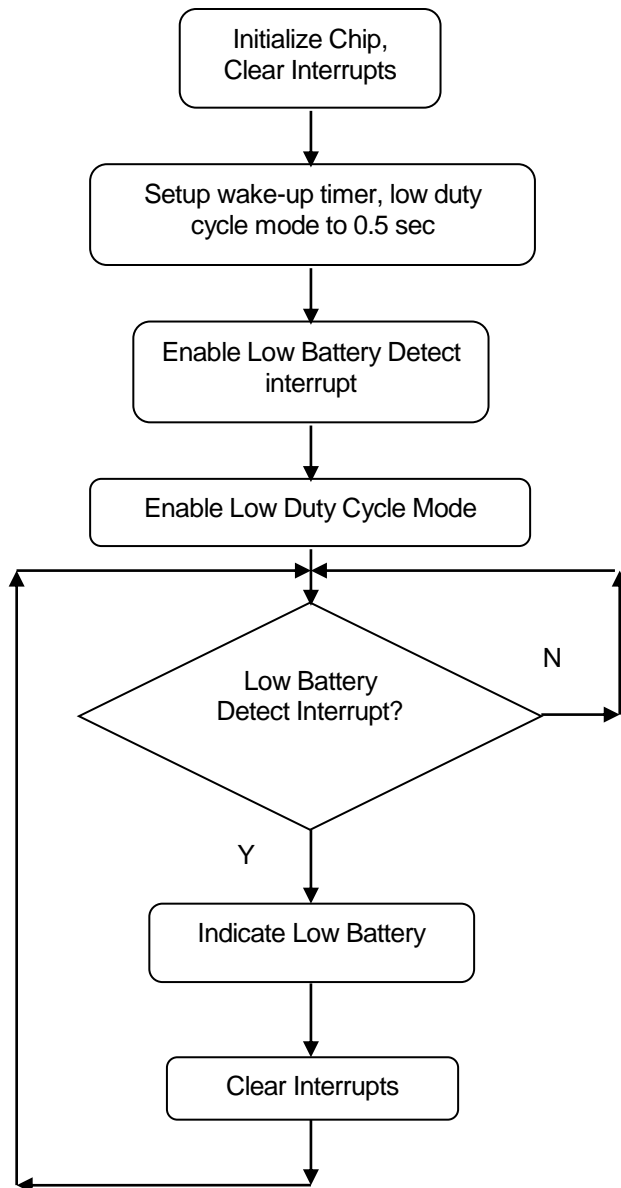 Initialize Chip,
Clear Interrupts
Setup wake-up timer, low duty
cycle mode to 0.5 sec
Enable Low Battery Detect
interrupt
Enable Low Duty Cycle Mode
Low Battery
Detect Interrupt?
N
Y
Indicate Low Battery
Clear Interrupts